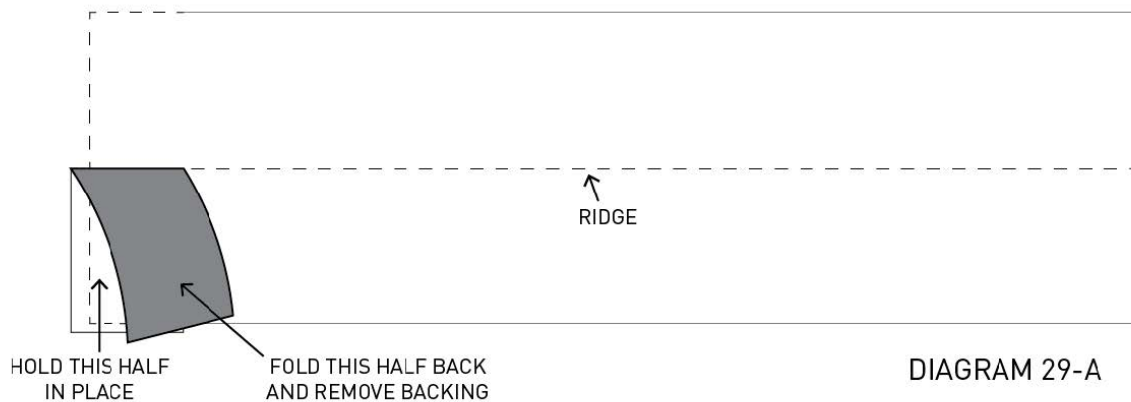 RIDGE
HOLD THIS HALF
IN PLACE
FOLD THIS HALF BACK
AND REMOVE BACKING
DIAGRAM 29-A